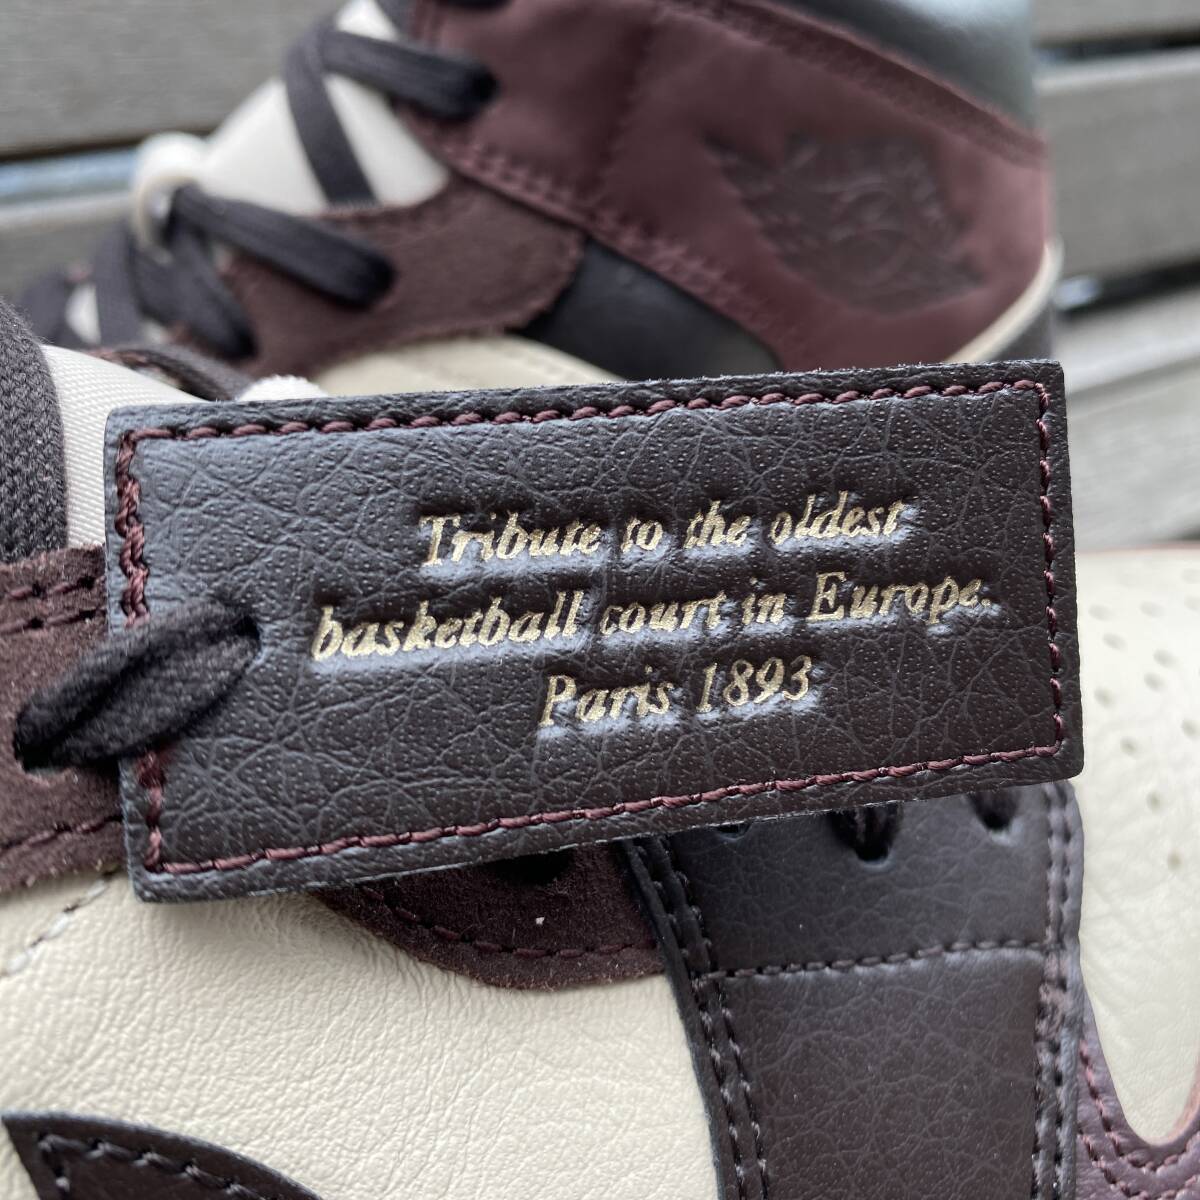 Tribute to the oldest
basketball court in Europe.
Paris 1893